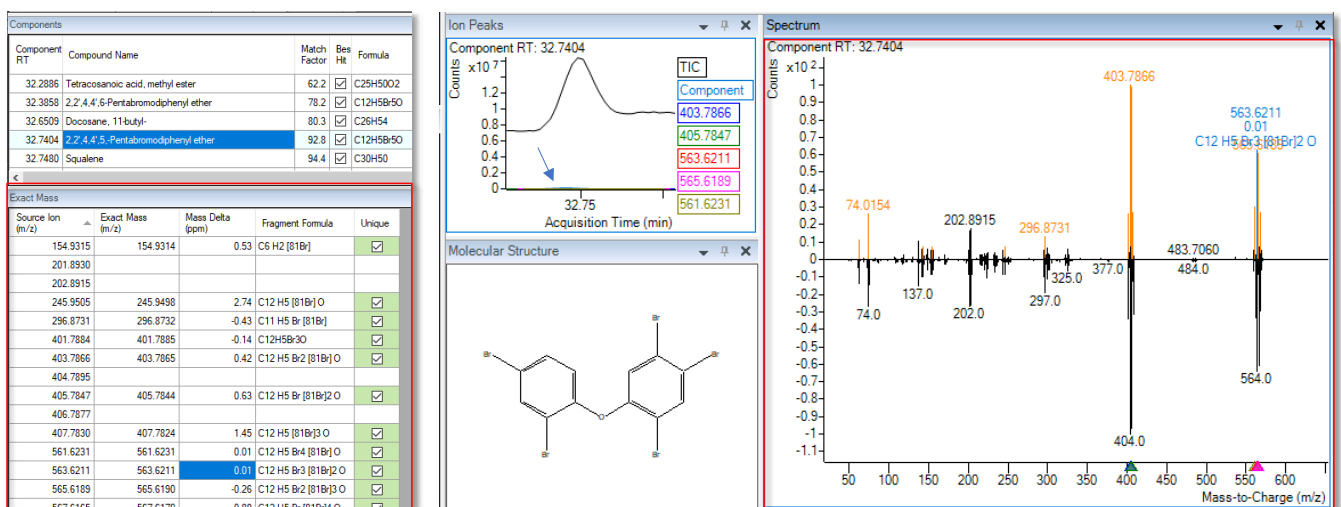 Components
Component RT Compound Name Match Factor Bes Hit Formula
32.2886 Tetracosanoic acid, methyl ester 62.2 C25H50O2
32.3858 2,2',4,4',6-Pentabromodiphenyl ether 78.2 C12H5Br5O
32.6509 Docosane, 11-butyl- 80.3 C26H54
32.7404 2,2',4,4',5,-Pentabromodiphenyl ether 92.8 C12H5Br5O
32.7480 Squalene 94.4 C30H50
Exact Mass
Source Ion (m/z) Exact Mass (m/z) Mass Delta (ppm) Fragment Formula Unique
154.9315 154.9314 0.53 C6 H2 [81Br]
201.8930
202.8915
245.9505 245.9498 2.74 C12 H5 [81Br] O
296.8731 296.8732 -0.43 C11 H5 Br [81Br]
401.7884 401.7885 -0.14 C12H5Br3O
403.7866 403.7865 0.42 C12 H5 Br2 [81Br] O
404.7895
405.7847 405.7844 0.63 C12 H5 Br [81Br]2 O
406.7877
407.7830 407.7824 1.45 C12 H5 [81Br]3 O
561.6231 561.6231 0.01 C12 H5 Br4 [81Br] O
563.6211 563.6211 0.01 C12 H5 Br3 [81Br]2 O
565.6189 565.6190 -0.26 C12 H5 Br2 [81Br]3 O
Ion Peaks
Component RT: 32.7404
Counts
x10 7
1.2
1
0.8
0.6
0.4
0.2
0
32.75
Acquisition Time (min)
TIC
Component
403.7866
405.7847
563.6211
565.6189
561.6231
Molecular Structure
Br
Br
Br
Br
Br
O
Spectrum
Component RT: 32.7404
Counts
x10 2
1
0.9
0.8
0.7
0.6
0.5
0.4
0.3
0.2
0.1
0
-0.1
-0.2
-0.3
-0.4
-0.5
-0.6
-0.7
-0.8
-0.9
-1
-1.1
403.7866
563.6211
0.01
C12 H5 Br3 [81Br]2 O
74.0154
202.8915
296.8731
483.7060
377.0
484.0
325.0
137.0
297.0
74.0
202.0
564.0
404.0
50 100 150 200 250 300 350 400 450 500 550 600
Mass-to-Charge (m/z)